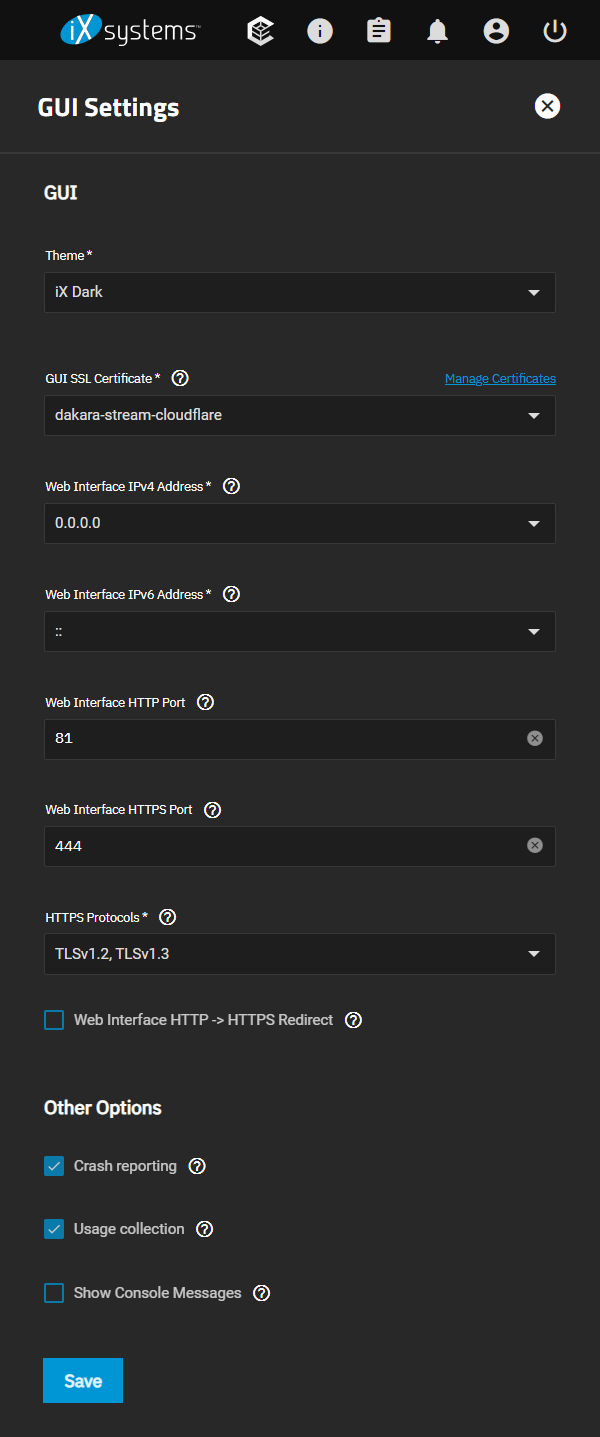 iXsystems™
GUI Settings
GUI
Theme *
iX Dark
GUI SSL Certificate * Manage Certificates
dakara-stream-cloudflare
Web Interface IPv4 Address *
0.0.0.0
Web Interface IPv6 Address *
::
Web Interface HTTP Port
81
Web Interface HTTPS Port
444
HTTPS Protocols *
TLSv1.2, TLSv1.3
Web Interface HTTP -> HTTPS Redirect
Other Options
Crash reporting
Usage collection
Show Console Messages
Save